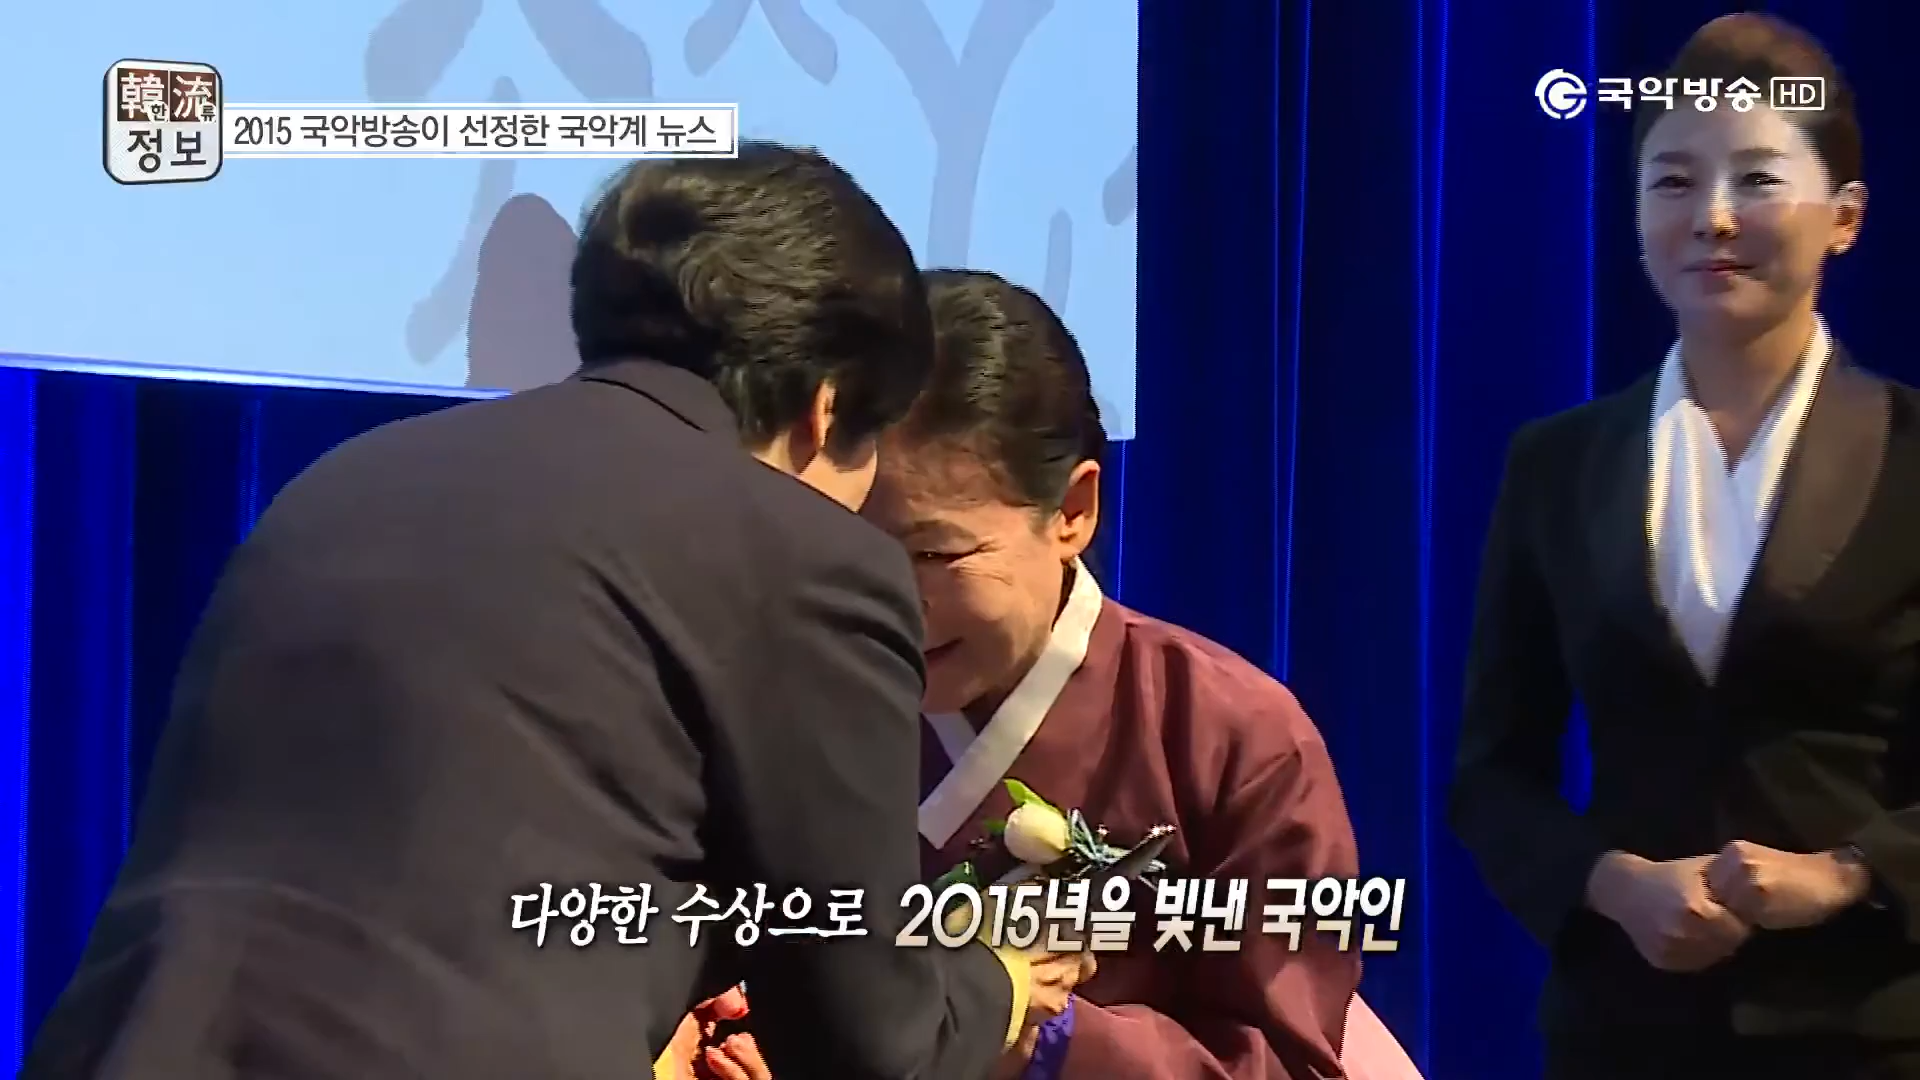 韓流
한류
정보
2015 국악방송이 선정한 국악계 뉴스
국악방송 HD
다양한 수상으로 2015년을 빛낸 국악인